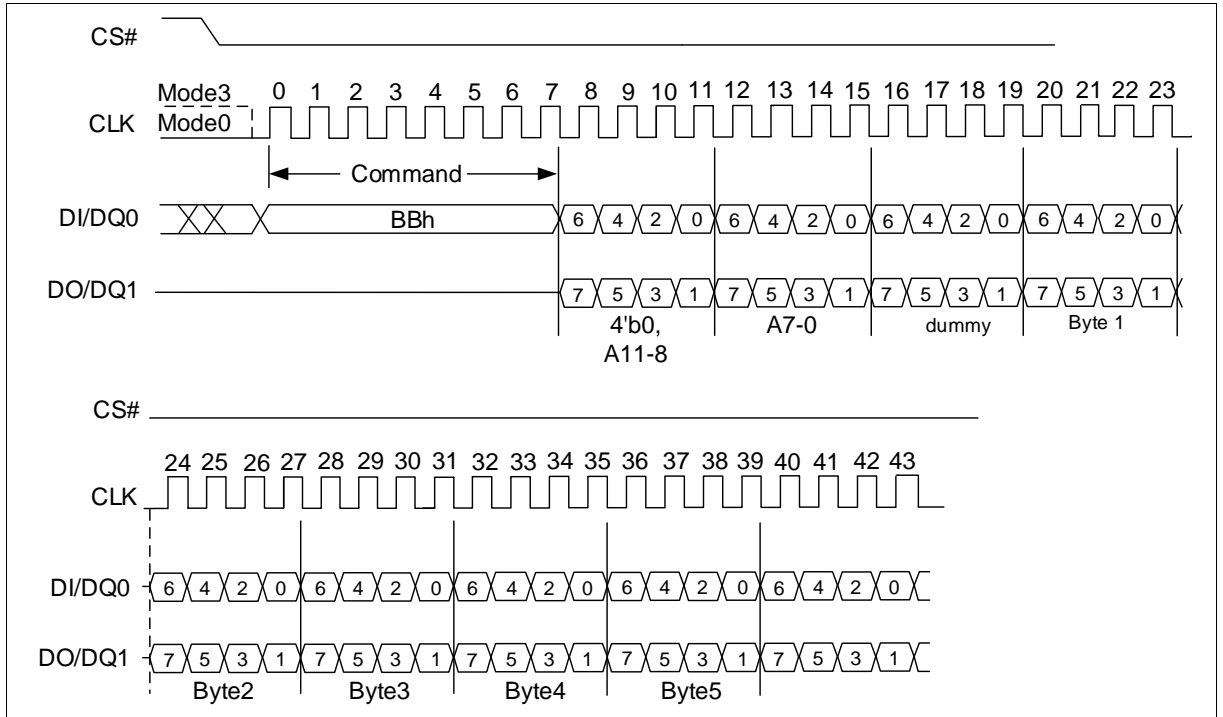 CS#
Mode3 0 1 2 3 4 5 6 7 8 9 10 11 12 13 14 15 16 17 18 19 20 21 22 23
CLK Mode0
Command
DI/DQ0 BBh 6 4 2 0 6 4 2 0 6 4 2 0 6 4 2 0
DO/DQ1 7 5 3 1 7 5 3 1 7 5 3 1 7 5 3 1
4'b0, A7-0 dummy Byte 1
A11-8
CS#
24 25 26 27 28 29 30 31 32 33 34 35 36 37 38 39 40 41 42 43
CLK
DI/DQ0 6 4 2 0 6 4 2 0 6 4 2 0 6 4 2 0 6 4 2 0
DO/DQ1 7 5 3 1 7 5 3 1 7 5 3 1 7 5 3 1 7 5 3 1
Byte2 Byte3 Byte4 Byte5